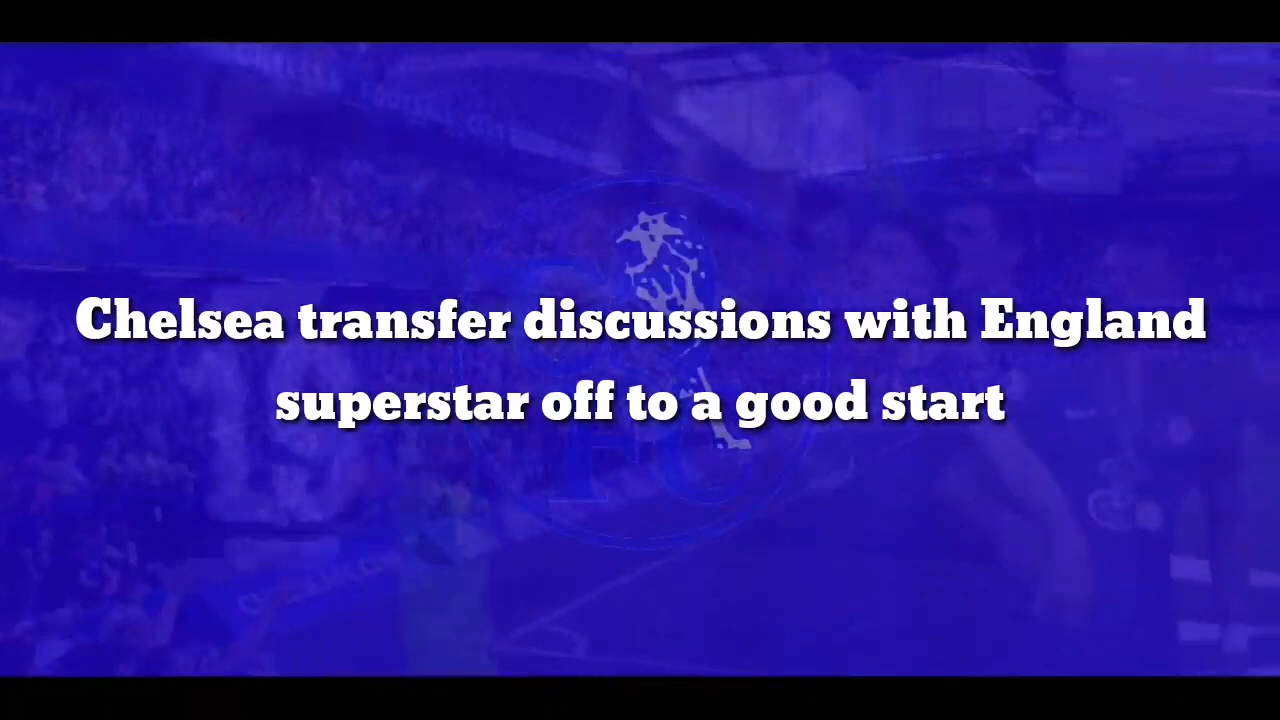 Chelsea transfer discussions with England
superstar off to a good start